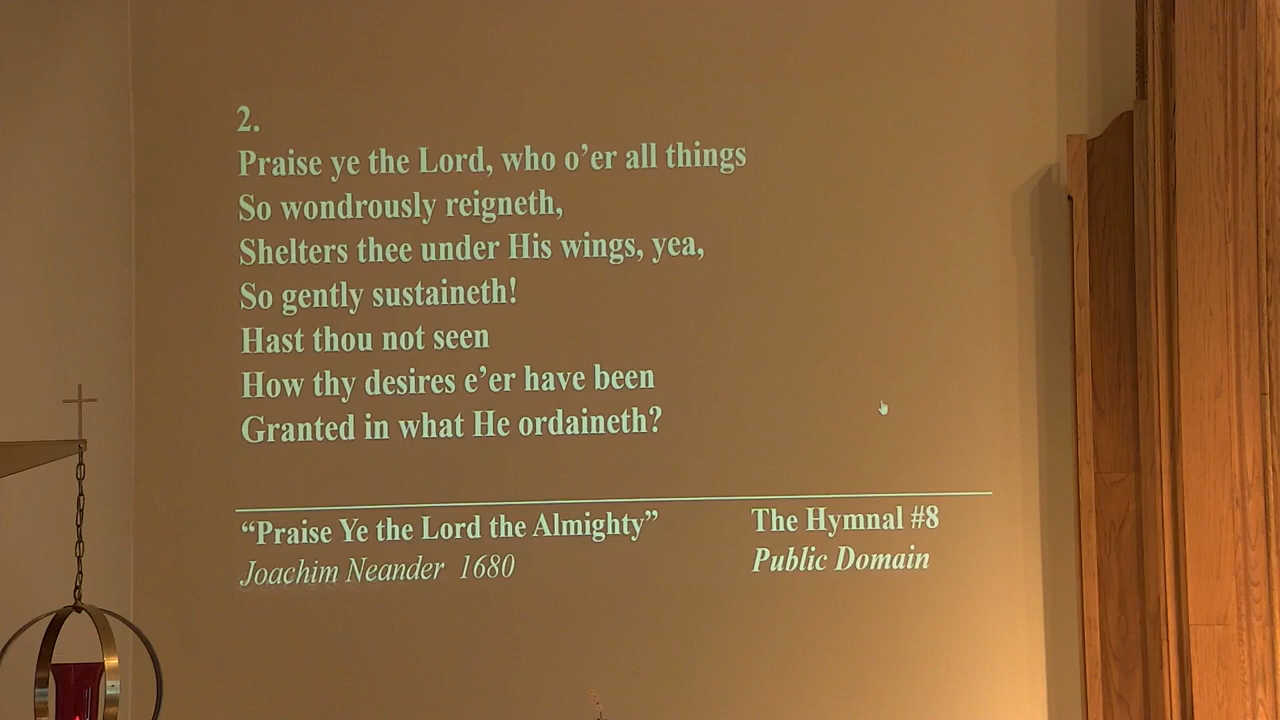 2.
Praise ye the Lord, who o’er all things
So wondrously reigneth,
Shelters thee under His wings, yea,
So gently sustaineth!
Hast thou not seen
How thy desires e’er have been
Granted in what He ordaineth?
“Praise Ye the Lord the Almighty” The Hymnal #8
Joachim Neander 1680 Public Domain